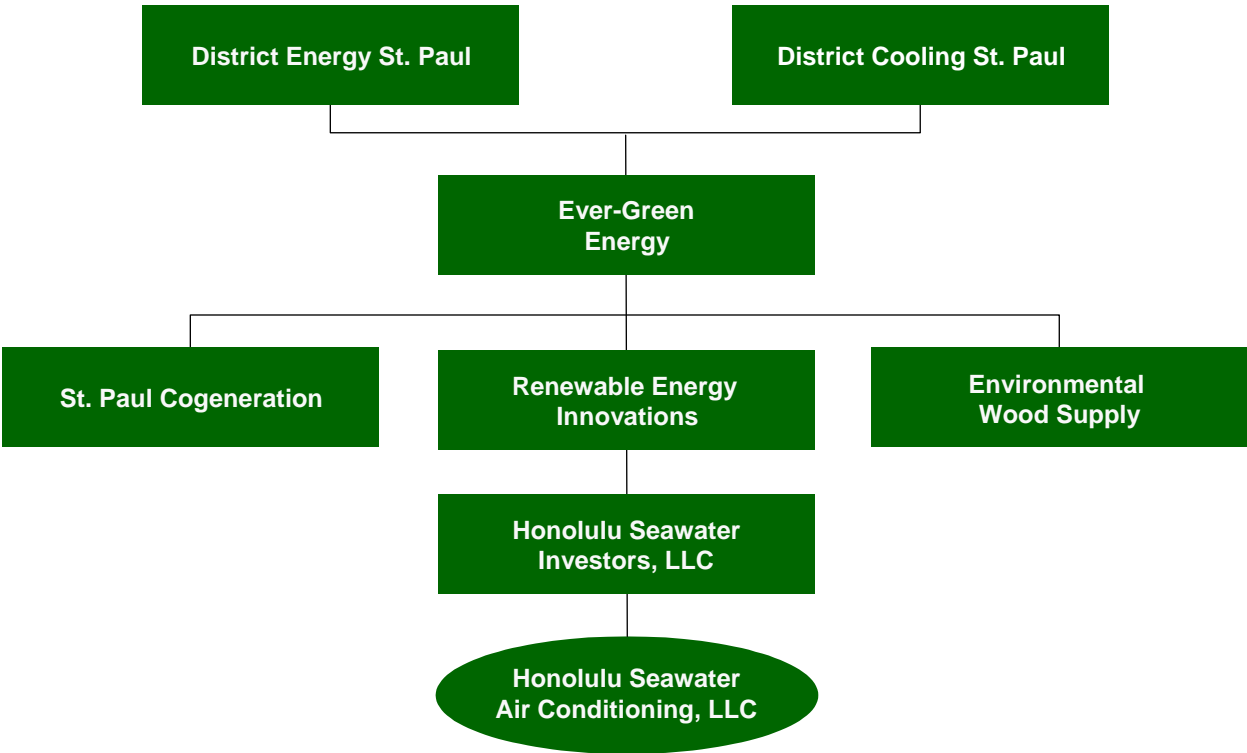 District Energy St. Paul
District Cooling St. Paul
Ever-Green
Energy
St. Paul Cogeneration
Renewable Energy
Innovations
Environmental
Wood Supply
Honolulu Seawater
Investors, LLC
Honolulu Seawater
Air Conditioning, LLC